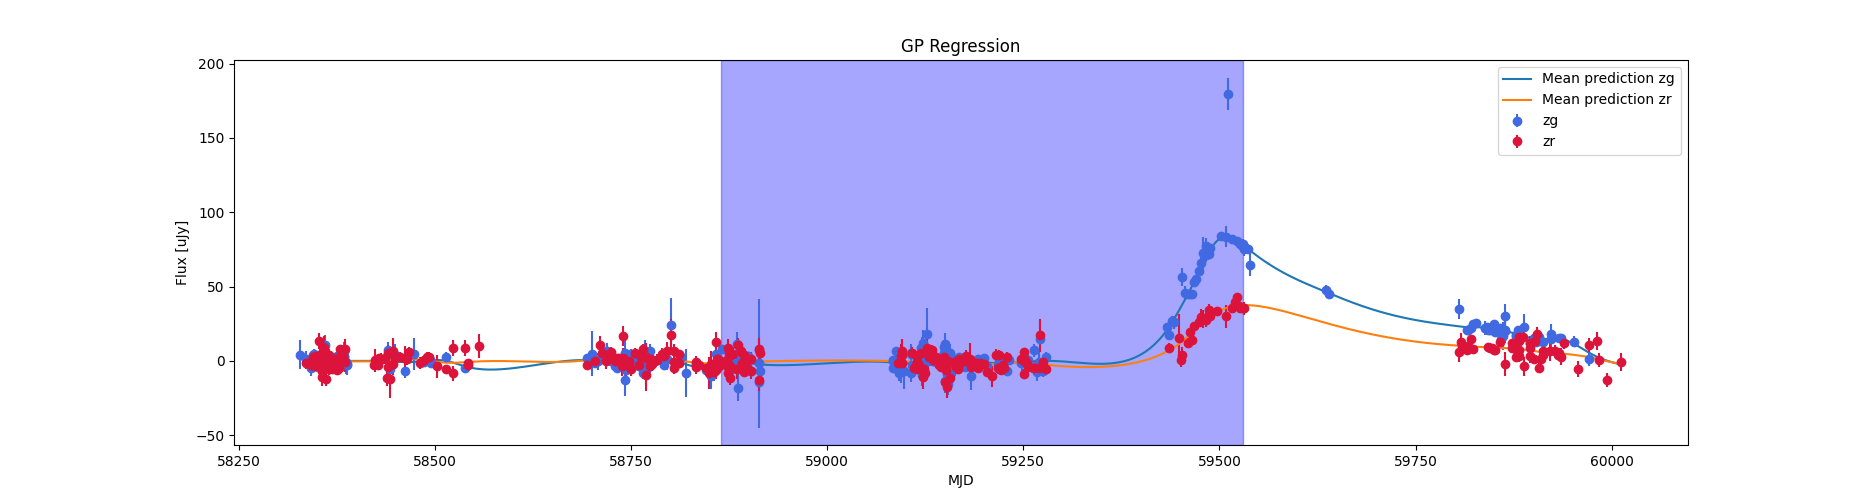 GP Regression
200
150
100
50
0
−50
Flux [uJy]
58250
58500
58750
59000
59250
59500
59750
60000
MJD
Mean prediction zg
Mean prediction zr
zg
zr